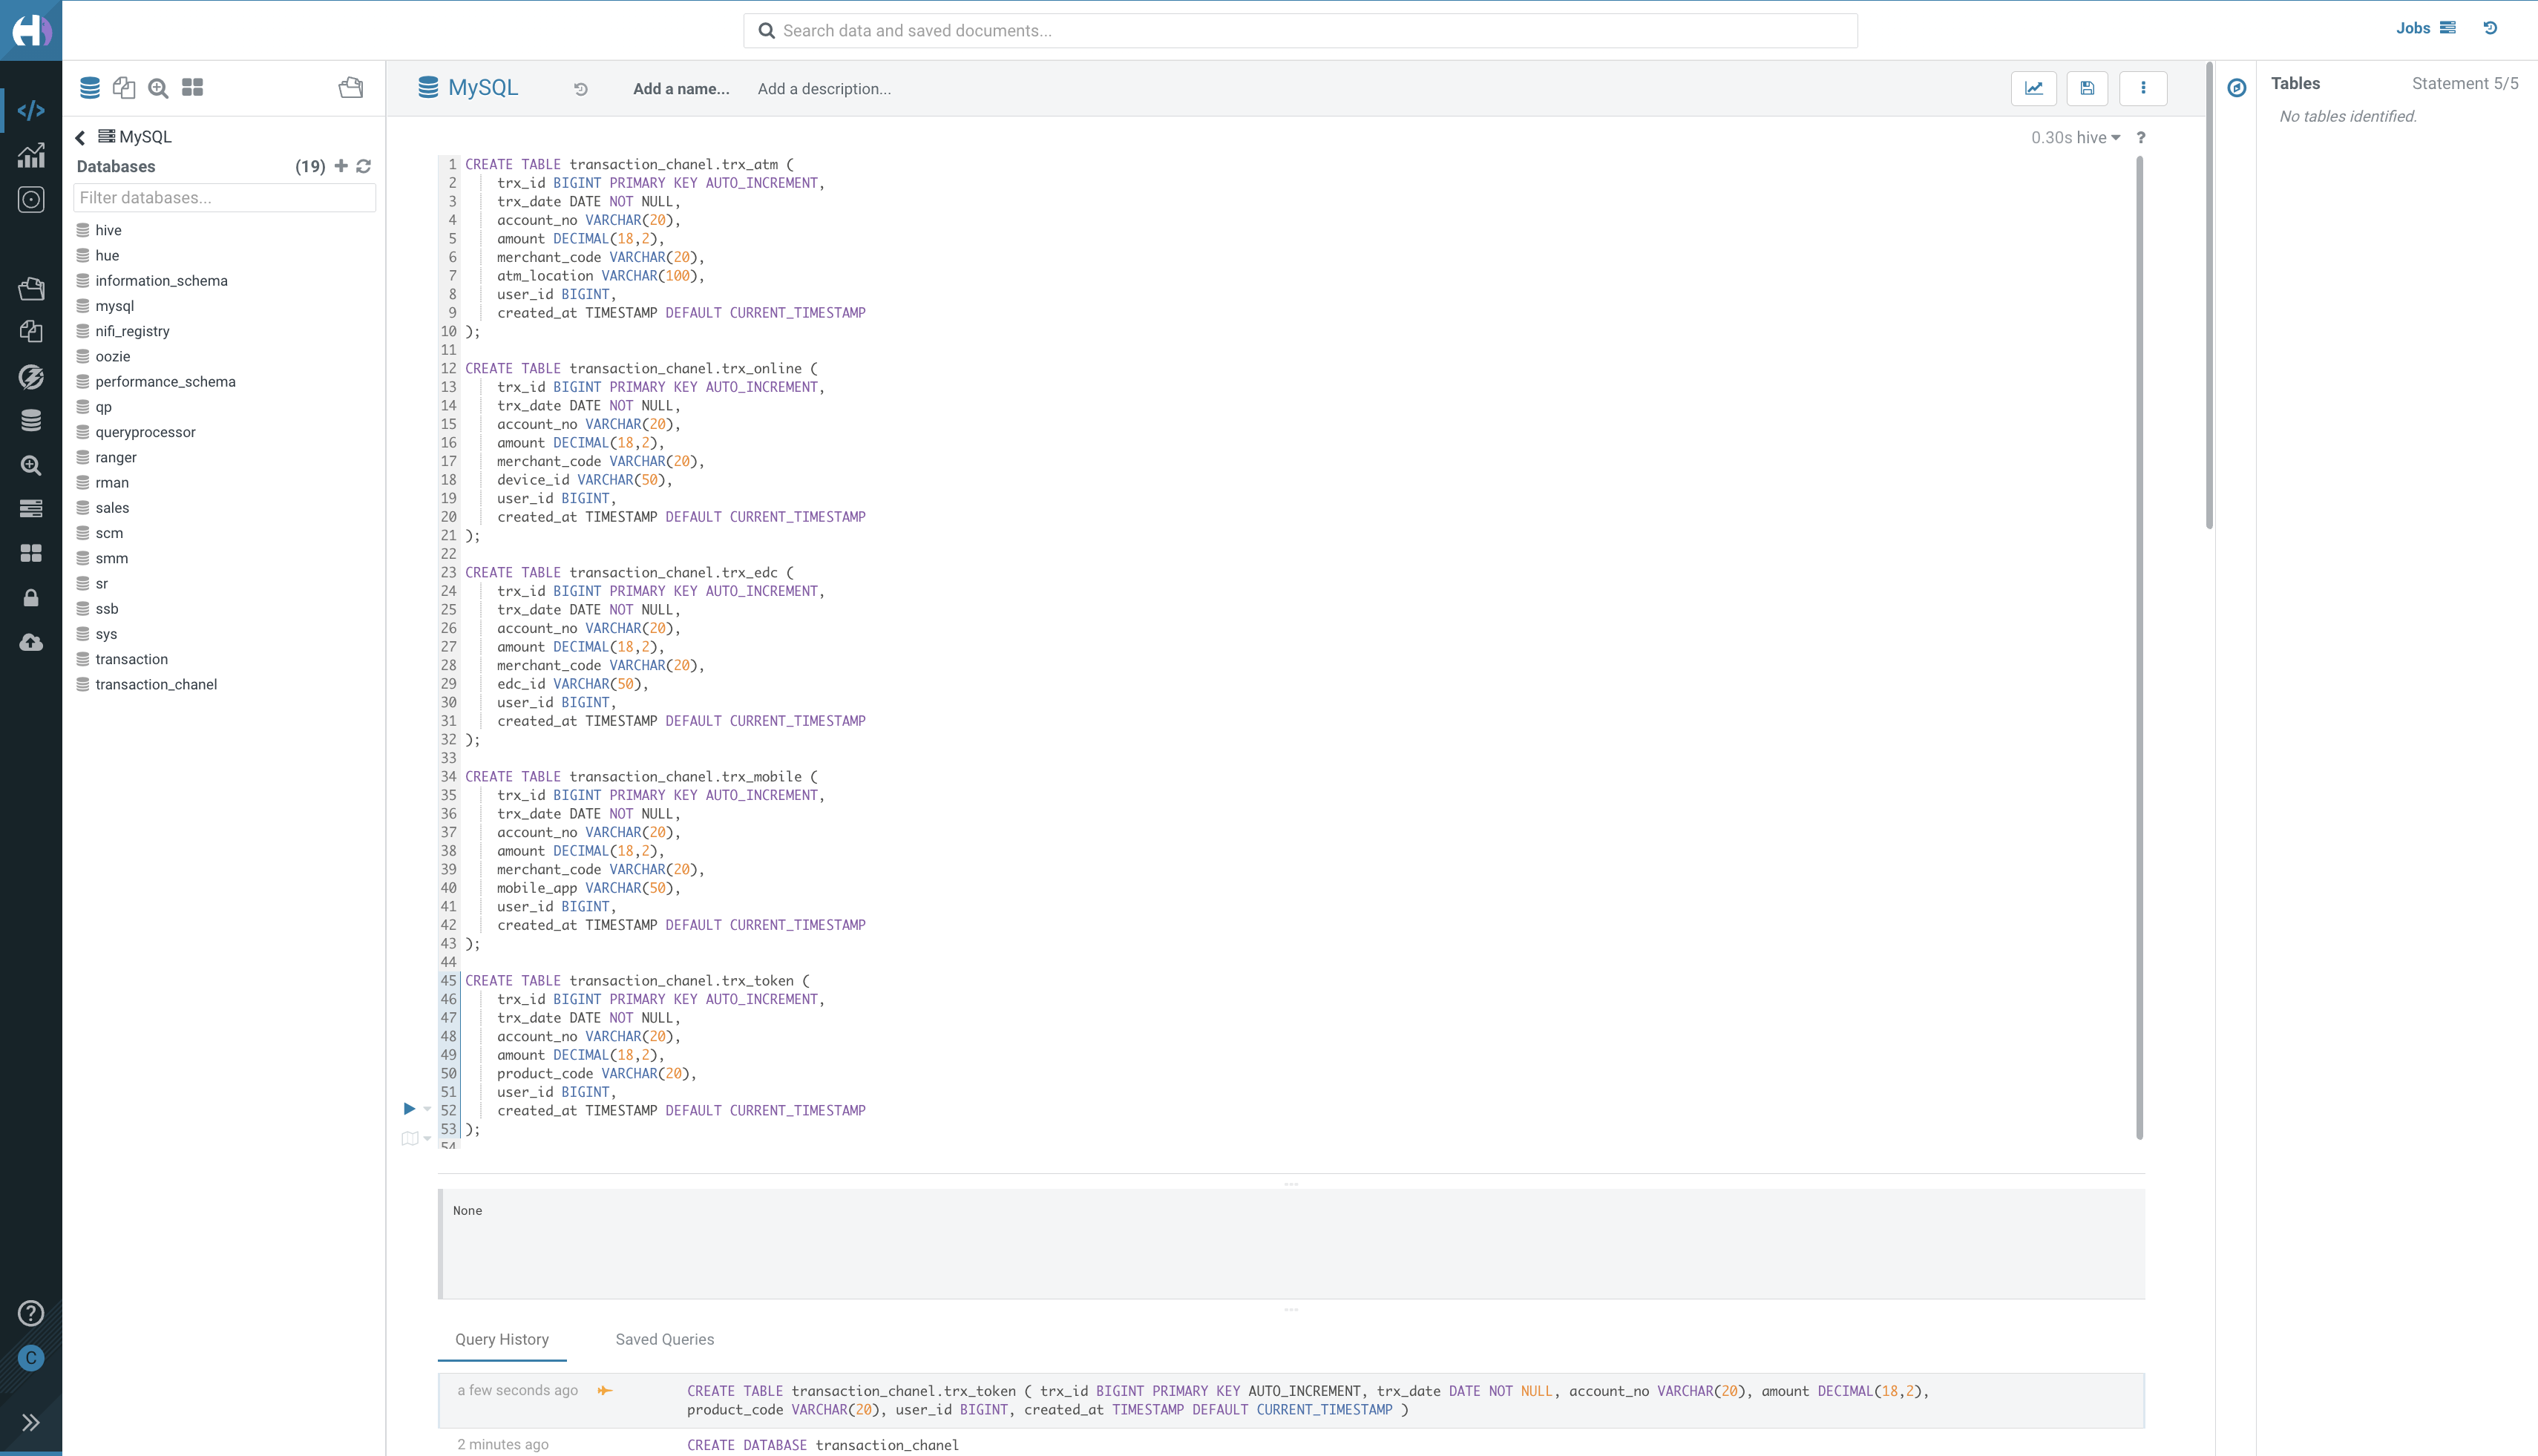 Search data and saved documents...
Jobs
MySQL
Databases (19)
Filter databases...
hive
hue
information_schema
mysql
nifi_registry
oozie
performance_schema
qp
queryprocessor
ranger
rman
sales
scm
smm
sr
ssb
sys
transaction
transaction_chanel
C
MySQL Add a name... Add a description...
0.30s hive ?
1 CREATE TABLE transaction_chanel.trx_atm (
2 trx_id BIGINT PRIMARY KEY AUTO_INCREMENT,
3 trx_date DATE NOT NULL,
4 account_no VARCHAR(20),
5 amount DECIMAL(18,2),
6 merchant_code VARCHAR(20),
7 atm_location VARCHAR(100),
8 user_id BIGINT,
9 created_at TIMESTAMP DEFAULT CURRENT_TIMESTAMP
10 );
11
12 CREATE TABLE transaction_chanel.trx_online (
13 trx_id BIGINT PRIMARY KEY AUTO_INCREMENT,
14 trx_date DATE NOT NULL,
15 account_no VARCHAR(20),
16 amount DECIMAL(18,2),
17 merchant_code VARCHAR(20),
18 device_id VARCHAR(50),
19 user_id BIGINT,
20 created_at TIMESTAMP DEFAULT CURRENT_TIMESTAMP
21 );
22
23 CREATE TABLE transaction_chanel.trx_edc (
24 trx_id BIGINT PRIMARY KEY AUTO_INCREMENT,
25 trx_date DATE NOT NULL,
26 account_no VARCHAR(20),
27 amount DECIMAL(18,2),
28 merchant_code VARCHAR(20),
29 edc_id VARCHAR(50),
30 user_id BIGINT,
31 created_at TIMESTAMP DEFAULT CURRENT_TIMESTAMP
32 );
33
34 CREATE TABLE transaction_chanel.trx_mobile (
35 trx_id BIGINT PRIMARY KEY AUTO_INCREMENT,
36 trx_date DATE NOT NULL,
37 account_no VARCHAR(20),
38 amount DECIMAL(18,2),
39 merchant_code VARCHAR(20),
40 mobile_app VARCHAR(50),
41 user_id BIGINT,
42 created_at TIMESTAMP DEFAULT CURRENT_TIMESTAMP
43 );
44
45 CREATE TABLE transaction_chanel.trx_token (
46 trx_id BIGINT PRIMARY KEY AUTO_INCREMENT,
47 trx_date DATE NOT NULL,
48 account_no VARCHAR(20),
49 amount DECIMAL(18,2),
50 product_code VARCHAR(20),
51 user_id BIGINT,
52 created_at TIMESTAMP DEFAULT CURRENT_TIMESTAMP
53 );
54
None
Query History Saved Queries
a few seconds ago CREATE TABLE transaction_chanel.trx_token ( trx_id BIGINT PRIMARY KEY AUTO_INCREMENT, trx_date DATE NOT NULL, account_no VARCHAR(20), amount DECIMAL(18,2),
product_code VARCHAR(20), user_id BIGINT, created_at TIMESTAMP DEFAULT CURRENT_TIMESTAMP )
2 minutes ago CREATE DATABASE transaction_chanel
Tables Statement 5/5
No tables identified.